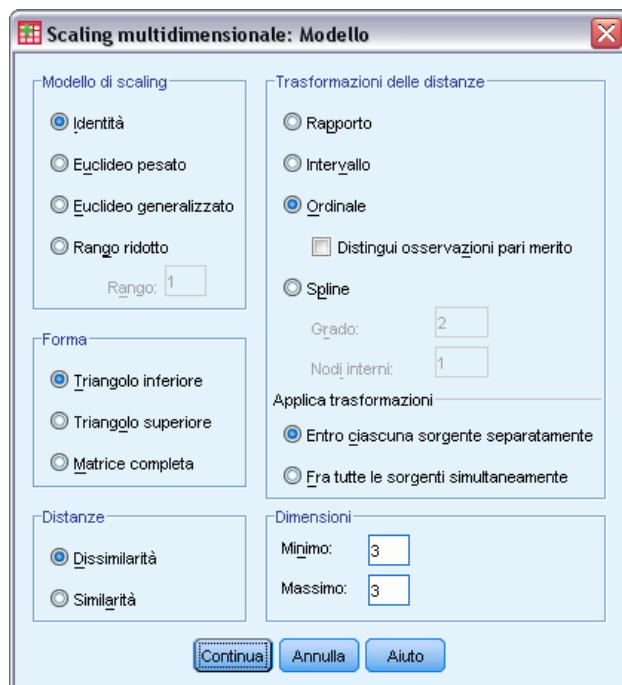 Scaling multidimensionale: Modello
Modello di scaling
Identità
Euclideo pesato
Euclideo generalizzato
Rango ridotto
Rango: 1
Forma
Triangolo inferiore
Triangolo superiore
Matrice completa
Distanze
Dissimilarità
Similarità
Trasformazioni delle distanze
Rapporto
Intervallo
Ordinale
Distingui osservazioni pari merito
Spline
Grado: 2
Nodi interni: 1
Applica trasformazioni
Entro ciascuna sorgente separatamente
Fra tutte le sorgenti simultaneamente
Dimensioni
Minimo: 3
Massimo: 3
Continua Annulla Aiuto